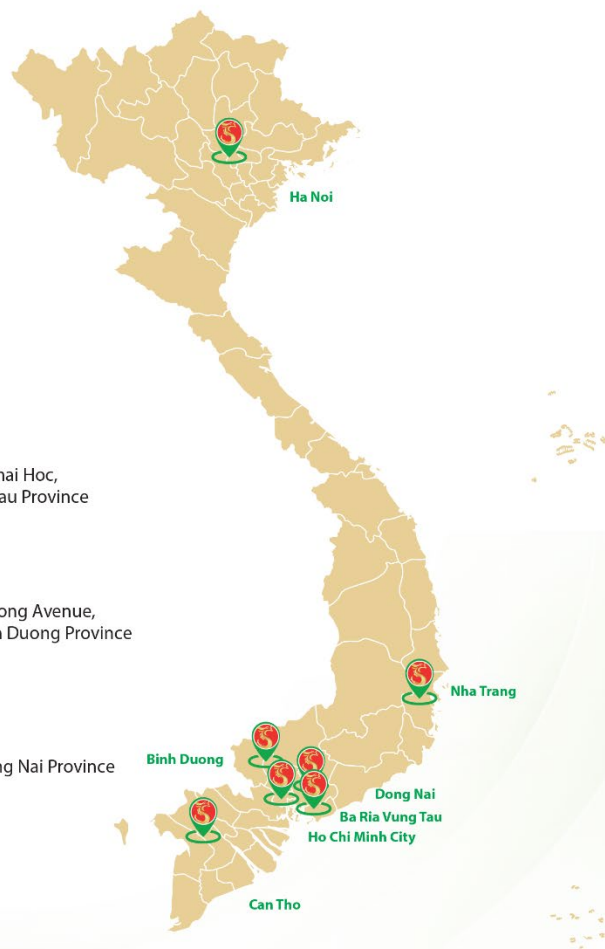 Ha Noi
hai Hoc,
au Province
ong Avenue,
Duong Province
Nha Trang
Binh Duong
ng Nai Province
Dong Nai
Ba Ria Vung Tau
Ho Chi Minh City
Can Tho